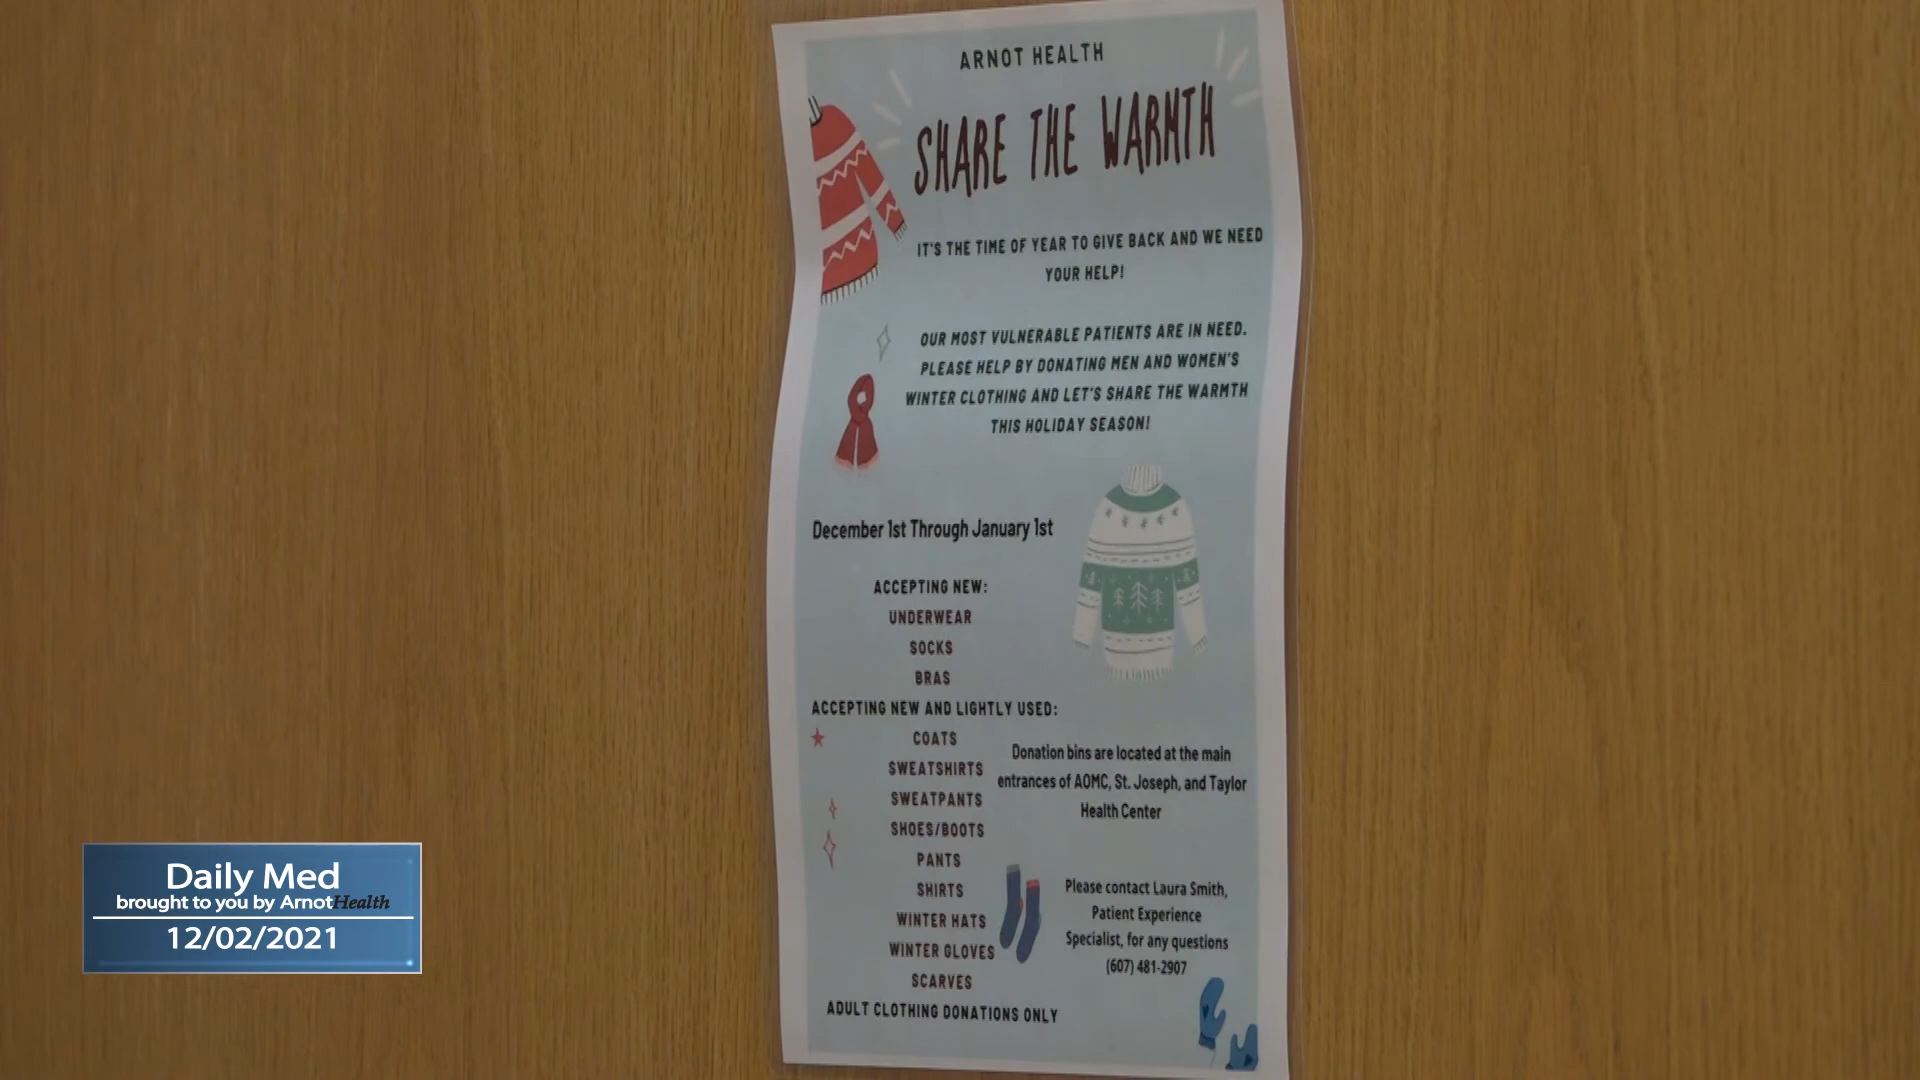 ARNOT HEALTH
SHARE THE WARMTH
IT'S THE TIME OF YEAR TO GIVE BACK AND WE NEED
YOUR HELP!
OUR MOST VULNERABLE PATIENTS ARE IN NEED.
PLEASE HELP BY DONATING MEN AND WOMEN'S
WINTER CLOTHING AND LET'S SHARE THE WARMTH
THIS HOLIDAY SEASON!
December 1st Through January 1st
ACCEPTING NEW:
UNDERWEAR
SOCKS
BRAS
ACCEPTING NEW AND LIGHTLY USED:
COATS
SWEATSHIRTS
SWEATPANTS
SHOES/BOOTS
PANTS
SHIRTS
WINTER HATS
WINTER GLOVES
SCARVES
ADULT CLOTHING DONATIONS ONLY
Donation bins are located at the main
entrances of AOMC, St. Joseph, and Taylor
Health Center
Please contact Laura Smith,
Patient Experience
Specialist, for any questions
(607) 481-2907
Daily Med
brought to you by ArnotHealth
12/02/2021